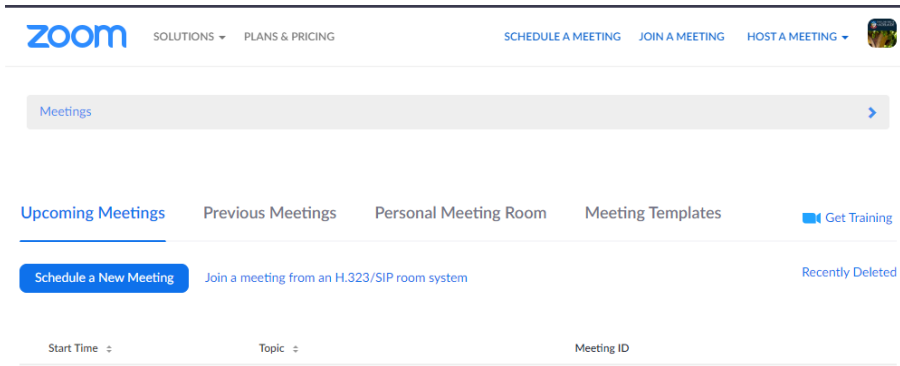 zoom SOLUTIONS PLANS & PRICING SCHEDULE A MEETING JOIN A MEETING HOST A MEETING
Meetings
Upcoming Meetings Previous Meetings Personal Meeting Room Meeting Templates Get Training
Schedule a New Meeting Join a meeting from an H.323/SIP room system Recently Deleted
Start Time Topic Meeting ID